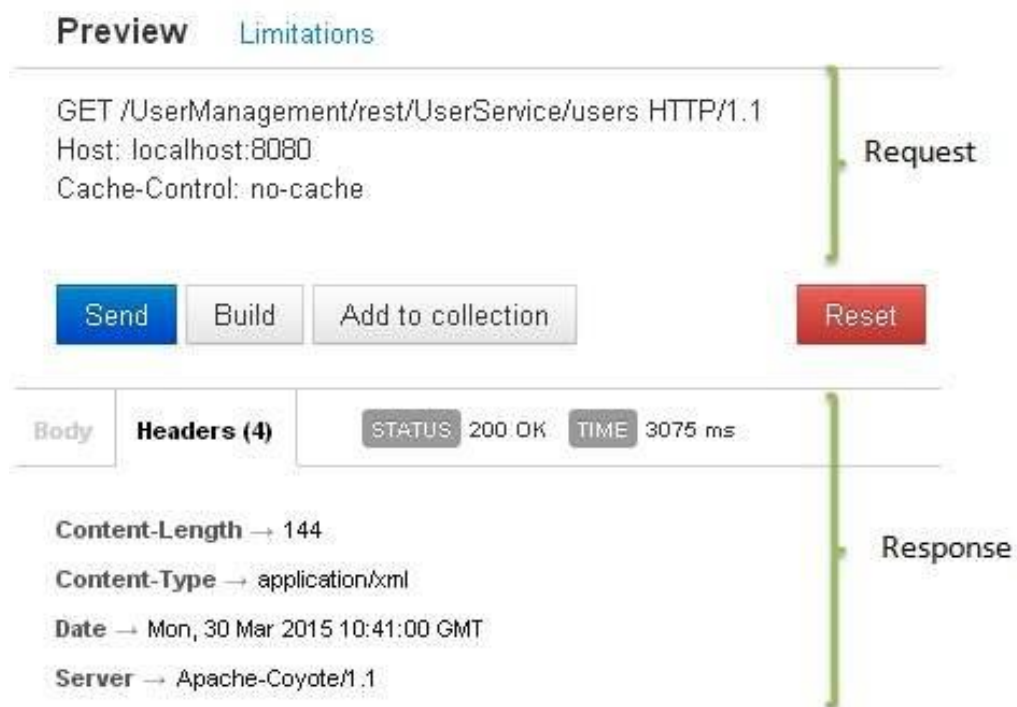 Preview Limitations
GET /UserManagement/rest/UserService/users HTTP/1.1
Host: localhost:8080
Cache-Control: no-cache
Request
Send Build Add to collection Reset
Body Headers (4) STATUS 200 OK TIME 3075 ms
Content-Length → 144
Content-Type → application/xml
Response
Date → Mon, 30 Mar 2015 10:41:00 GMT
Server → Apache-Coyote/1.1